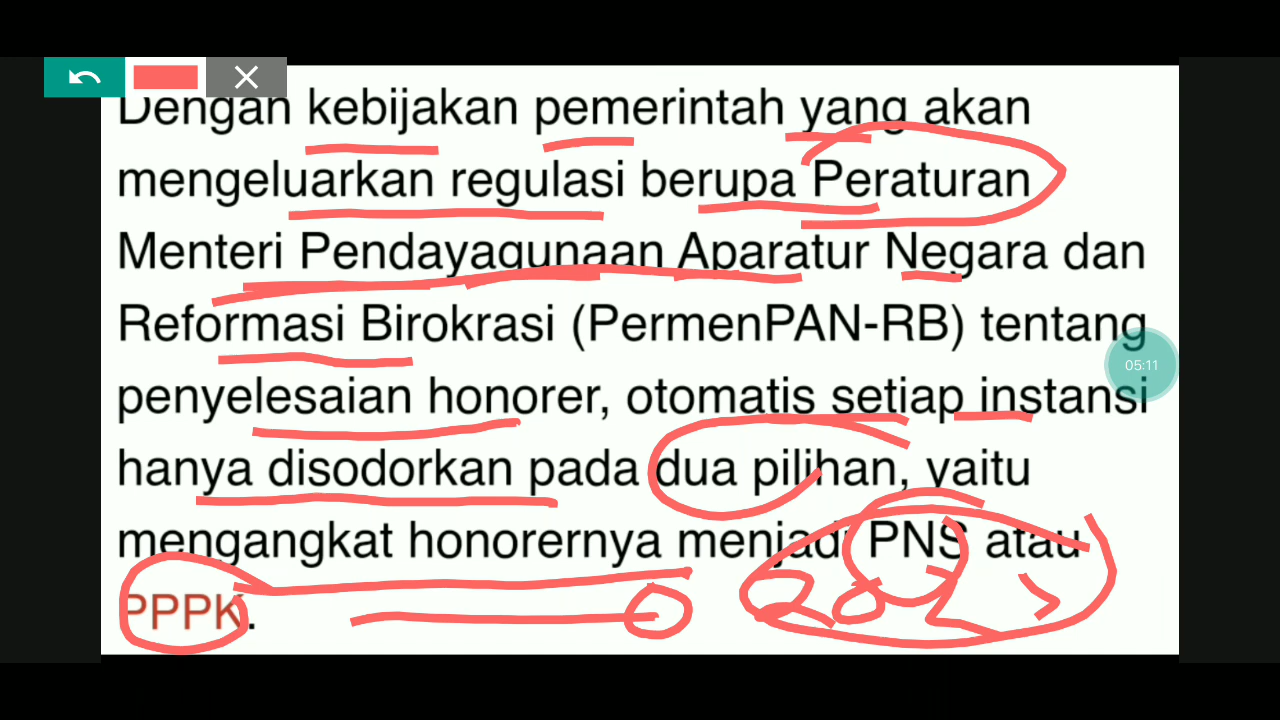 Dengan kebijakan pemerintah yang akan
mengeluarkan regulasi berupa Peraturan
Menteri Pendayagunaan Aparatur Negara dan
Reformasi Birokrasi (PermenPAN-RB) tentang
05:11
penyelesaian honorer, otomatis setiap instansi
hanya disodorkan pada dua pilihan, yaitu
mengangkat honorernya menjadi PNS atau
PPPK.